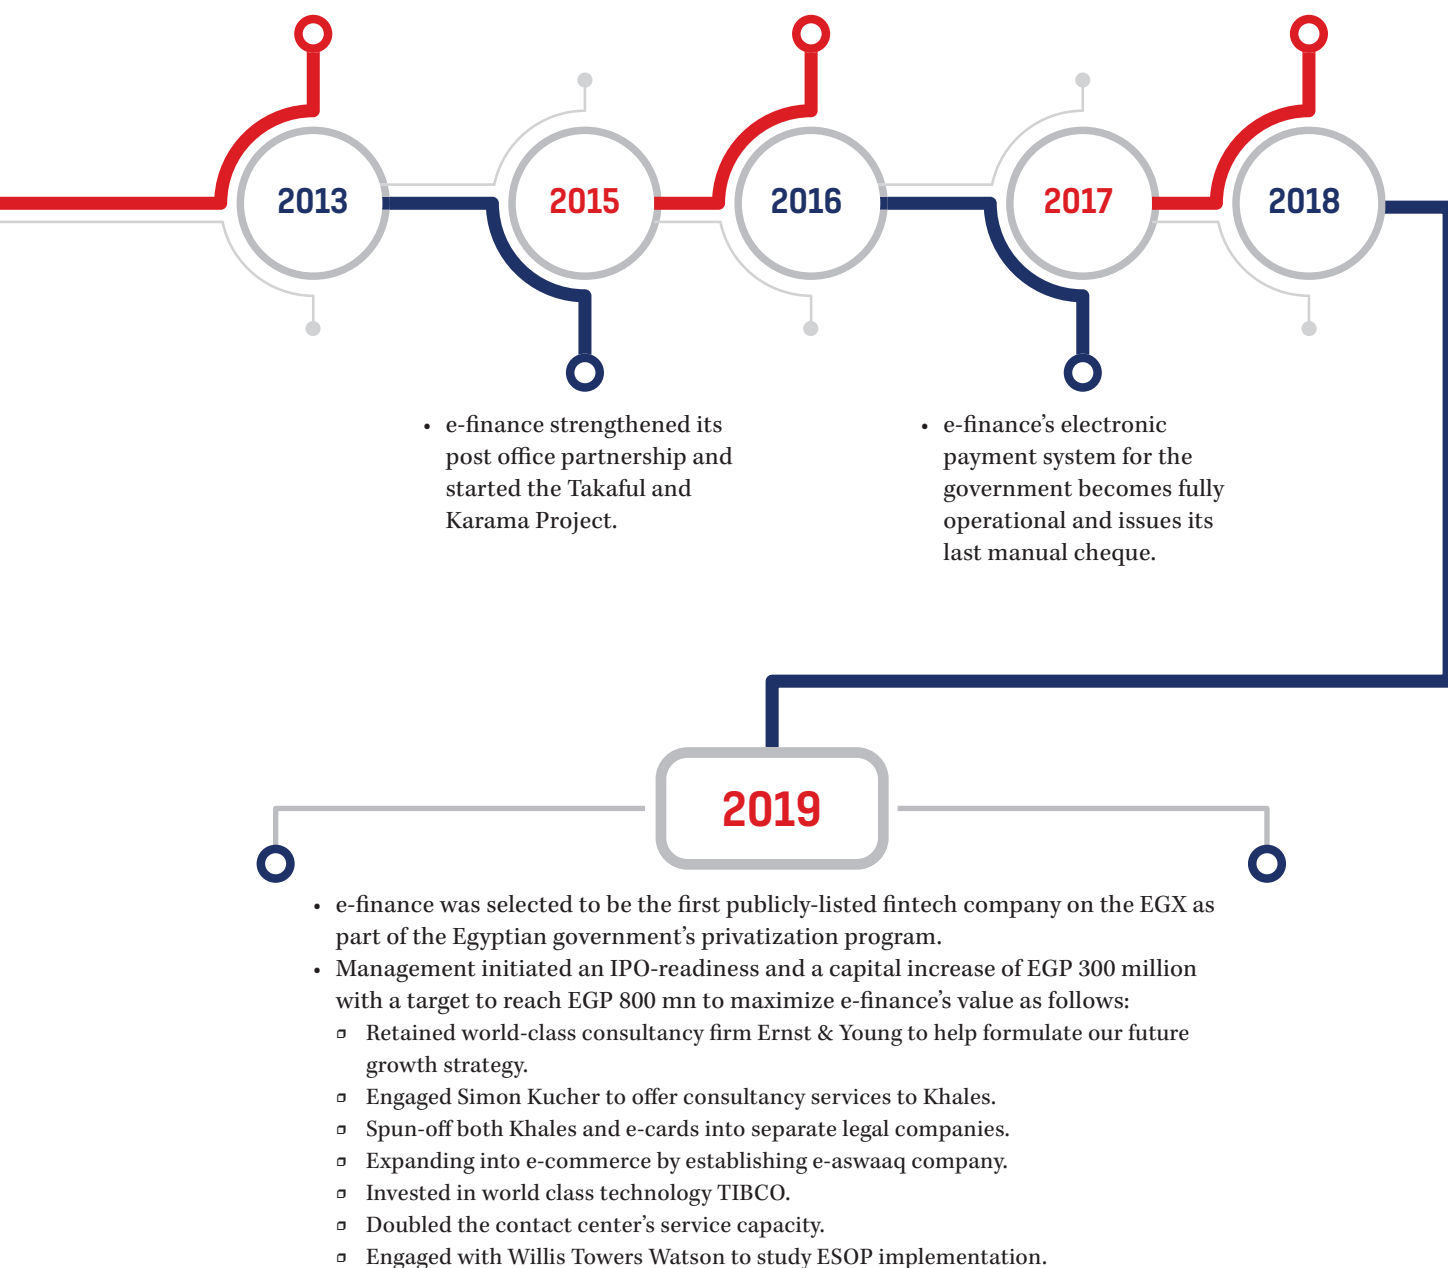 2013
2015
2016
2017
2018
• e-finance strengthened its
post office partnership and
started the Takaful and
Karama Project.
• e-finance’s electronic
payment system for the
government becomes fully
operational and issues its
last manual cheque.
2019
• e-finance was selected to be the first publicly-listed fintech company on the EGX as
part of the Egyptian government’s privatization program.
• Management initiated an IPO-readiness and a capital increase of EGP 300 million
with a target to reach EGP 800 mn to maximize e-finance’s value as follows:
❒ Retained world-class consultancy firm Ernst & Young to help formulate our future
growth strategy.
❒ Engaged Simon Kucher to offer consultancy services to Khales.
❒ Spun-off both Khales and e-cards into separate legal companies.
❒ Expanding into e-commerce by establishing e-aswaaq company.
❒ Invested in world class technology TIBCO.
❒ Doubled the contact center’s service capacity.
❒ Engaged with Willis Towers Watson to study ESOP implementation.